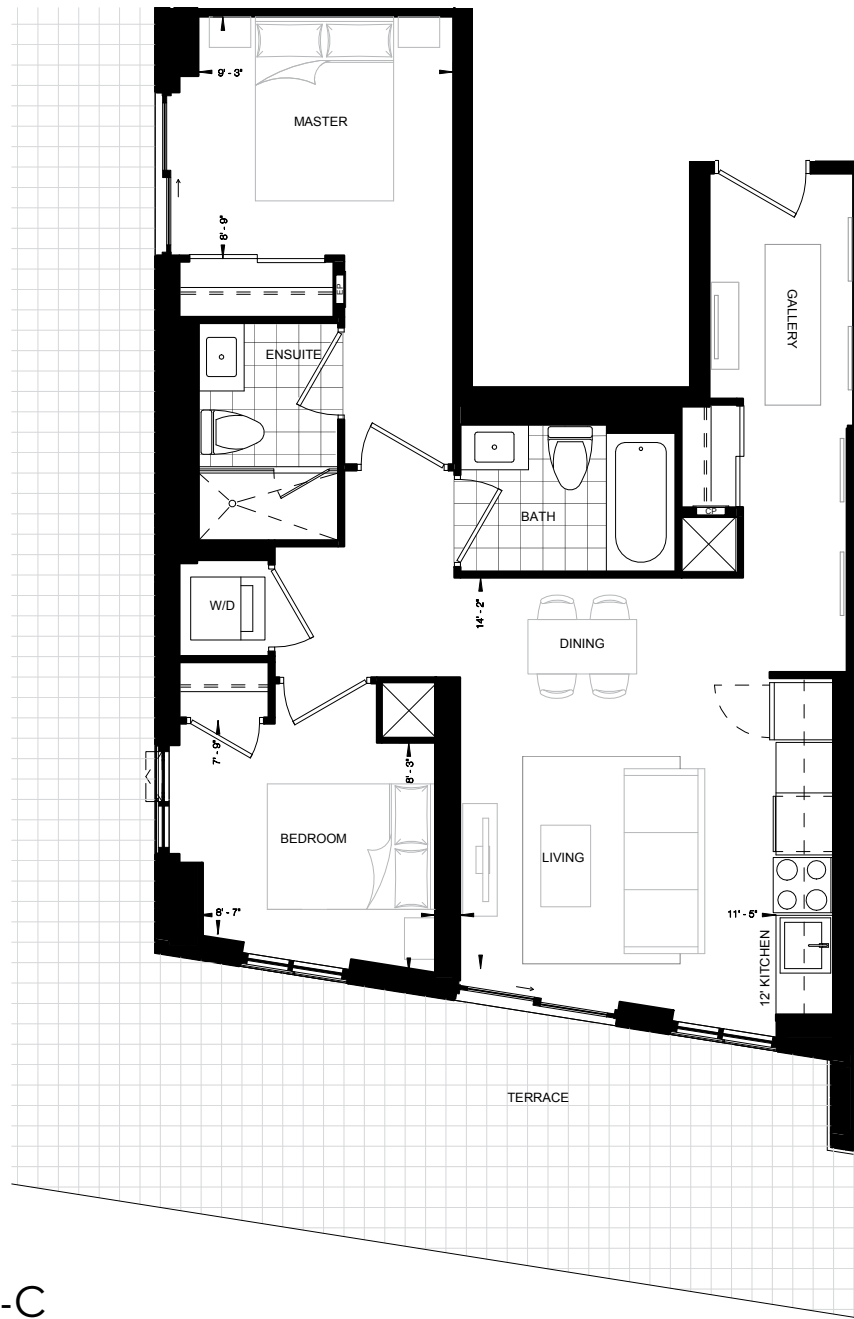 9' - 3"
MASTER
8' - 9"
EP
ENSUITE
GALLERY
CP
BATH
W/D
14' - 2"
DINING
7' - 9"
8' - 3"
BEDROOM
LIVING
8' - 7"
11' - 5"
12' KITCHEN
TERRACE
-C